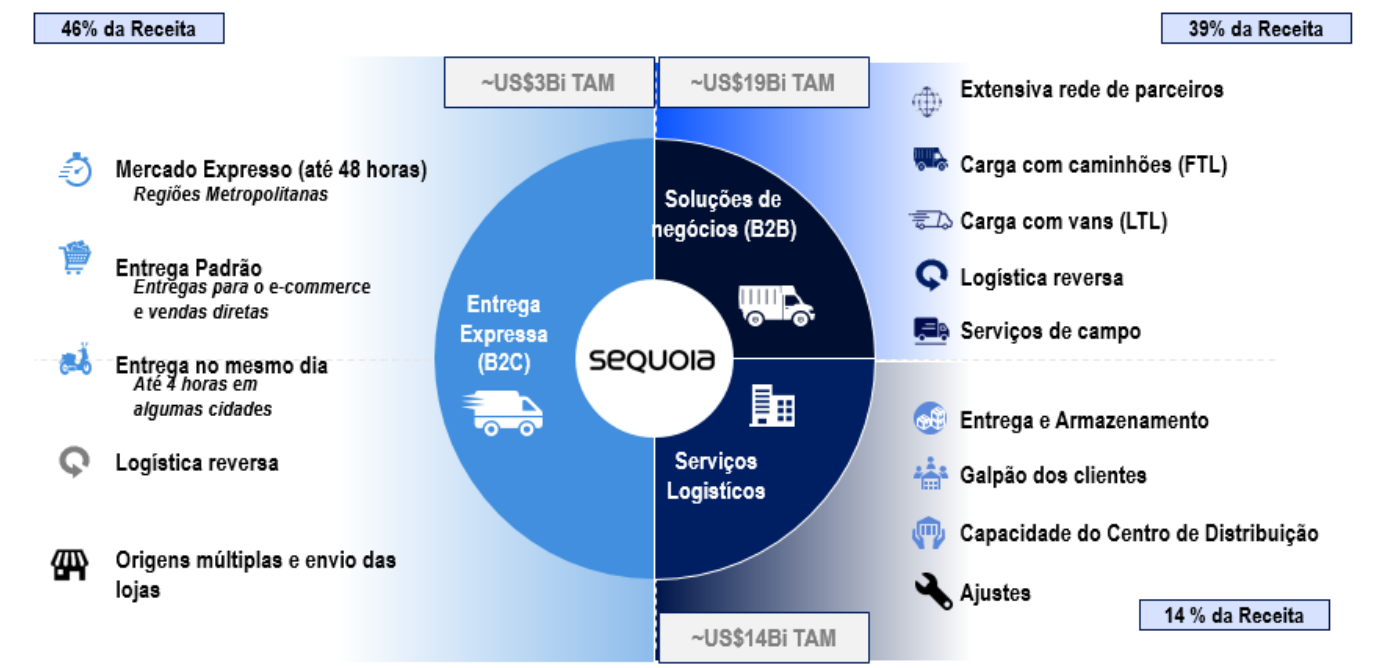 46% da Receita
39% da Receita
~US$3Bi TAM
~US$19Bi TAM
Mercado Expresso (até 48 horas)
Regiões Metropolitanas
Entrega Padrão
Entregas para o e-commerce
e vendas diretas
Entrega no mesmo dia
Até 4 horas em
algumas cidades
Logística reversa
Origens múltiplas e envio das
lojas
Entrega
Expressa
(B2C)
sequoia
Soluções de
negócios (B2B)
Serviços
Logistícos
Extensiva rede de parceiros
Carga com caminhões (FTL)
Carga com vans (LTL)
Logística reversa
Serviços de campo
Entrega e Armazenamento
Galpão dos clientes
Capacidade do Centro de Distribuição
Ajustes
14 % da Receita
~US$14Bi TAM